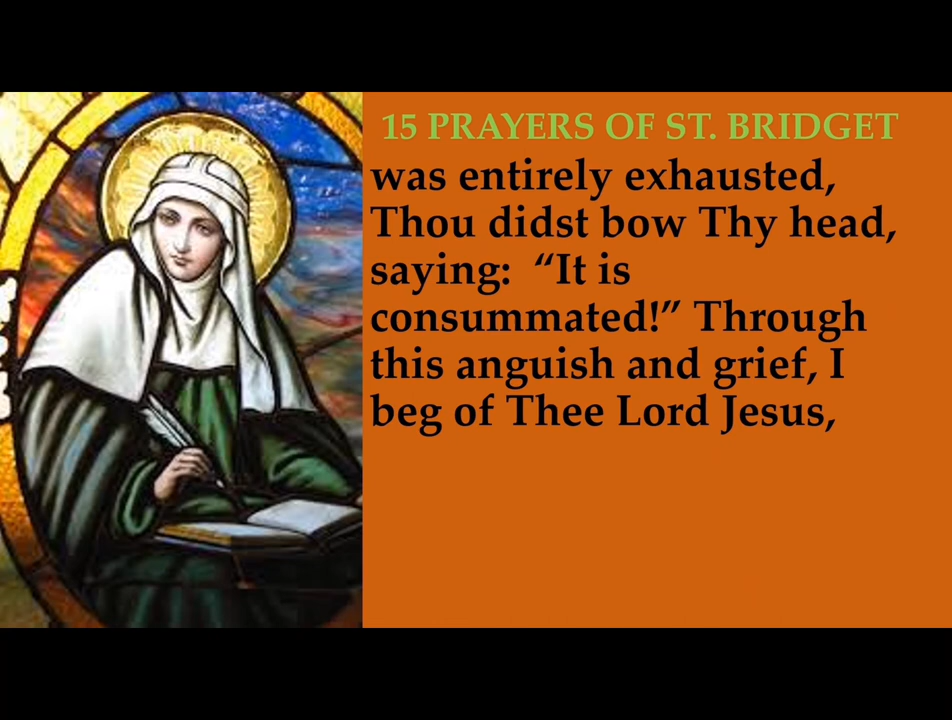 15 PRAYERS OF ST. BRIDGET
was entirely exhausted,
Thou didst bow Thy head,
saying:  “It is
consummated!” Through
this anguish and grief, I
beg of Thee Lord Jesus,